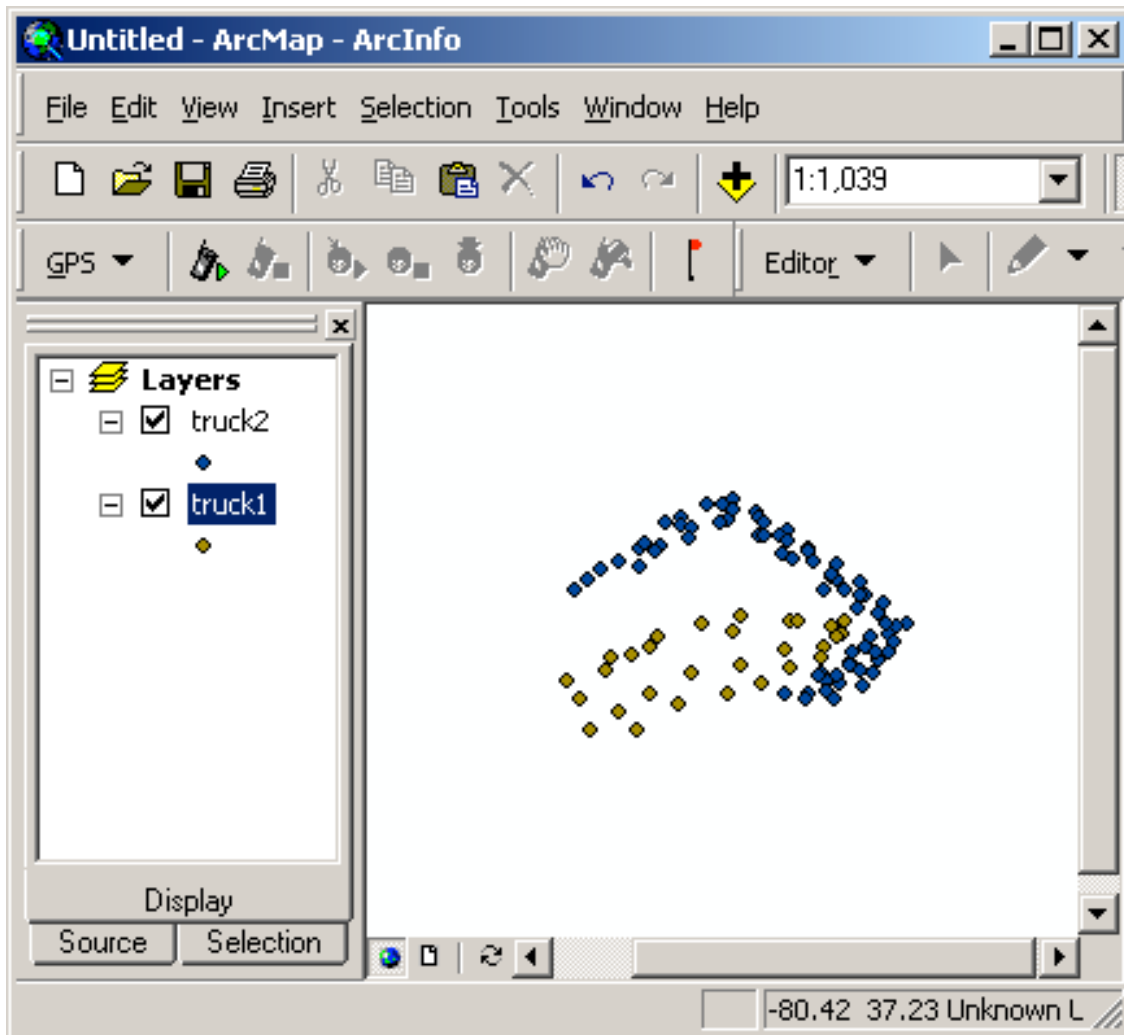 Untitled - ArcMap - ArcInfo
File Edit View Insert Selection Tools Window Help
1:1,039
GPS Editor
Layers
truck2
truck1
Display
Source Selection
-80.42 37.23 Unknown L